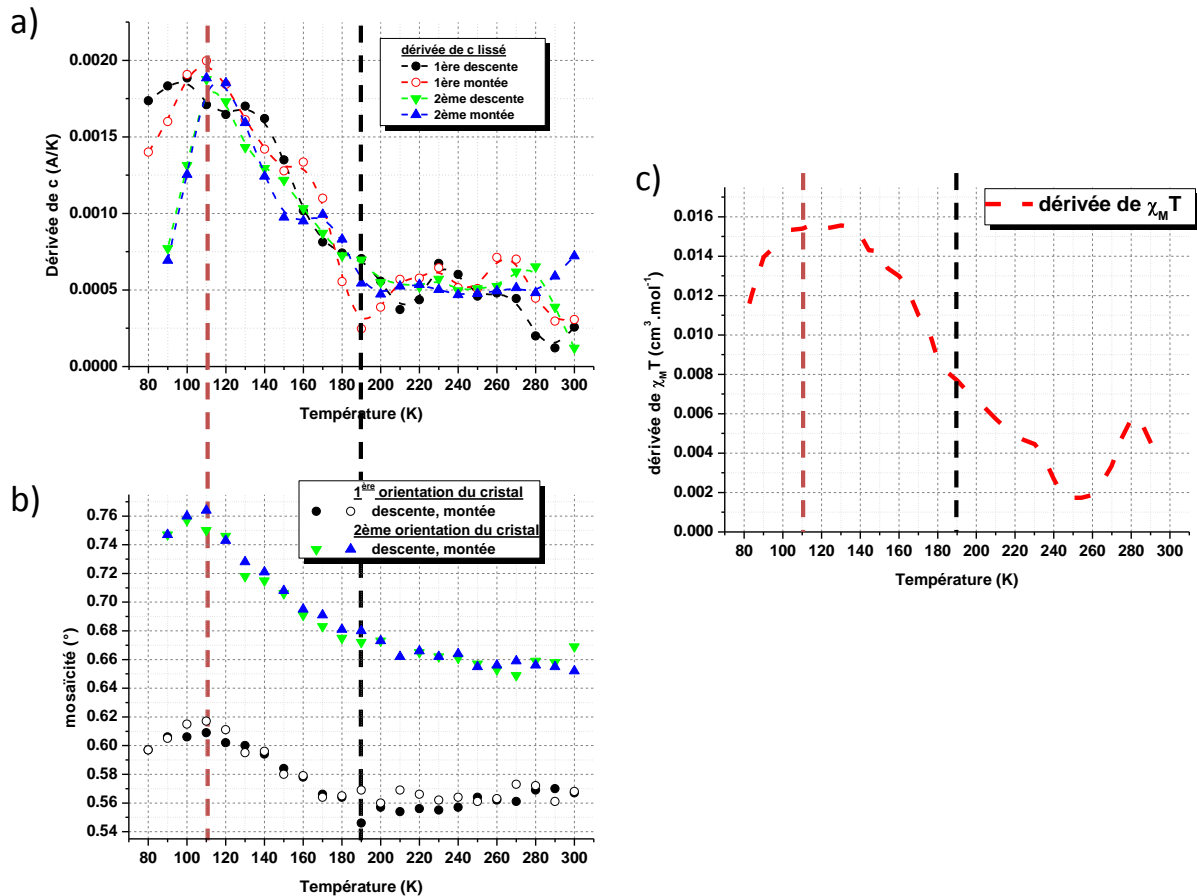 a)
Dérivée de c (A/K)
0.0020
0.0015
0.0010
0.0005
0.0000
80 100 120 140 160 180 200 220 240 260 280 300
Température (K)
dérivée de c lissé
1ère descente
1ère montée
2ème descente
2ème montée
b)
mosaïcité (°)
0.76
0.74
0.72
0.70
0.68
0.66
0.64
0.62
0.60
0.58
0.56
0.54
80 100 120 140 160 180 200 220 240 260 280 300
Température (K)
1ère orientation du cristal
descente, montée
2ème orientation du cristal
descente, montée
c)
dérivée de χMT
dérivée de χMT (cm³.mol⁻¹)
0.016
0.014
0.012
0.010
0.008
0.006
0.004
0.002
0.000
80 100 120 140 160 180 200 220 240 260 280 300
Température (K)